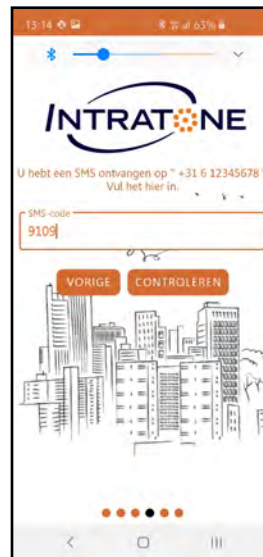 13:14 63%
INTRATONE
U hebt een SMS ontvangen op " +31 6 12345678 "
Vul het hier in.
SMS-code
9109
VORIGE CONTROLEREN